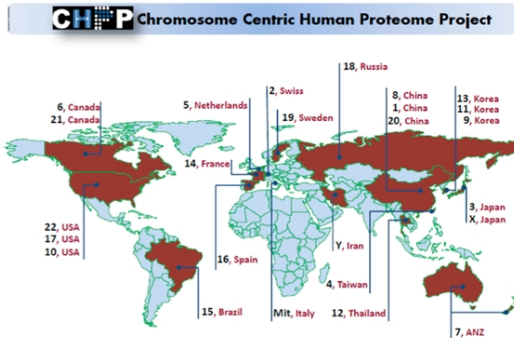 CHPP Chromosome Centric Human Proteome Project
18, Russia
2, Swiss
6, Canada
21, Canada
5, Netherlands
19, Sweden
8, China
1, China
20, China
13, Korea
11, Korea
9, Korea
14, France
3, Japan
X, Japan
22, USA
17, USA
10, USA
Y, Iran
16, Spain
4, Taiwan
15, Brazil
Mit, Italy
12, Thailand
7, ANZ